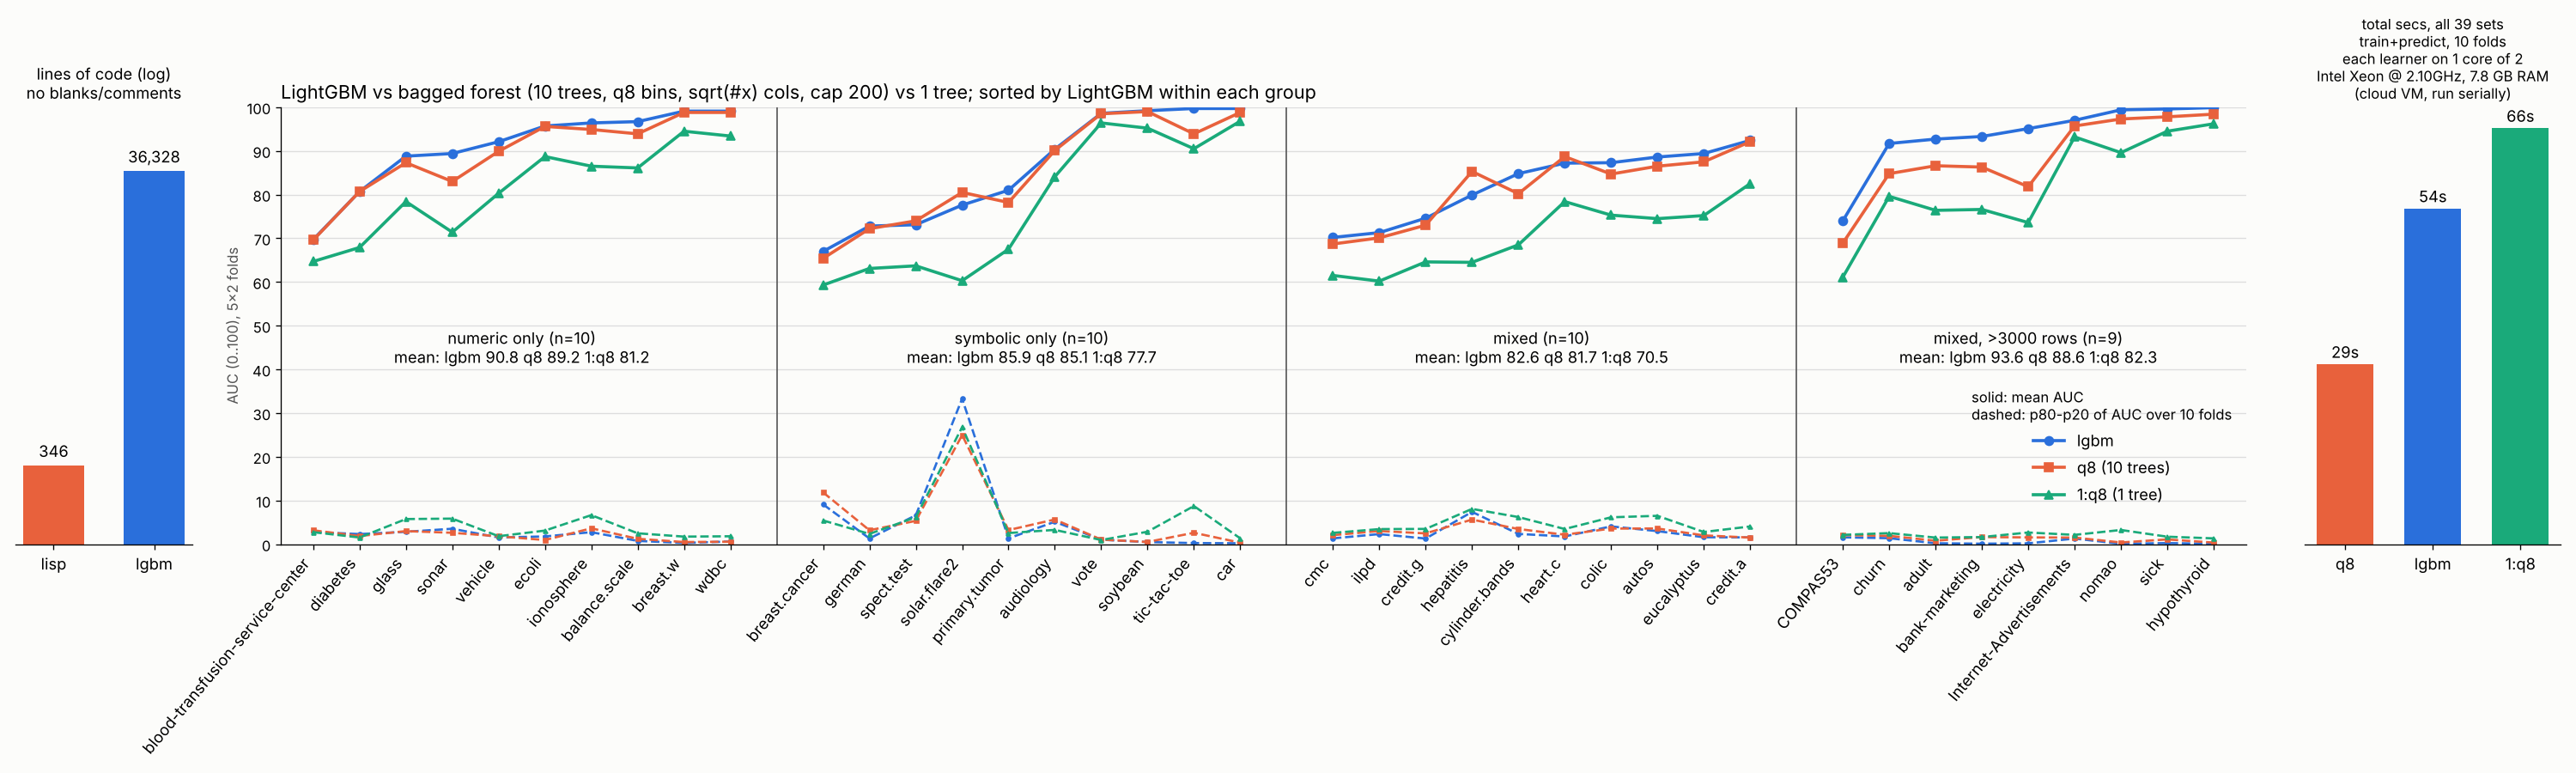 lines of code (log)
no blanks/comments
36,328
346
lisp
lgbm
LightGBM vs bagged forest (10 trees, q8 bins, sqrt(#x) cols, cap 200) vs 1 tree; sorted by LightGBM within each group
AUC (0..100), 5×2 folds
100
90
80
70
60
50
40
30
20
10
0
numeric only (n=10)
mean: lgbm 90.8 q8 89.2 1:q8 81.2
symbolic only (n=10)
mean: lgbm 85.9 q8 85.1 1:q8 77.7
mixed (n=10)
mean: lgbm 82.6 q8 81.7 1:q8 70.5
mixed, >3000 rows (n=9)
mean: lgbm 93.6 q8 88.6 1:q8 82.3
solid: mean AUC
dashed: p80-p20 of AUC over 10 folds
lgbm
q8 (10 trees)
1:q8 (1 tree)
blood-transfusion-service-center
diabetes
glass
sonar
vehicle
ecoli
ionosphere
balance.scale
breast.w
wdbc
breast.cancer
german
spect.test
solar.flare2
primary.tumor
audiology
vote
soybean
tic-tac-toe
car
cmc
ilpd
credit.g
hepatitis
cylinder.bands
heart.c
colic
autos
eucalyptus
credit.a
COMPAS53
churn
adult
bank-marketing
electricity
Internet-Advertisements
nomao
sick
hypothyroid
total secs, all 39 sets
train+predict, 10 folds
each learner on 1 core of 2
Intel Xeon @ 2.10GHz, 7.8 GB RAM
(cloud VM, run serially)
66s
54s
29s
q8
lgbm
1:q8